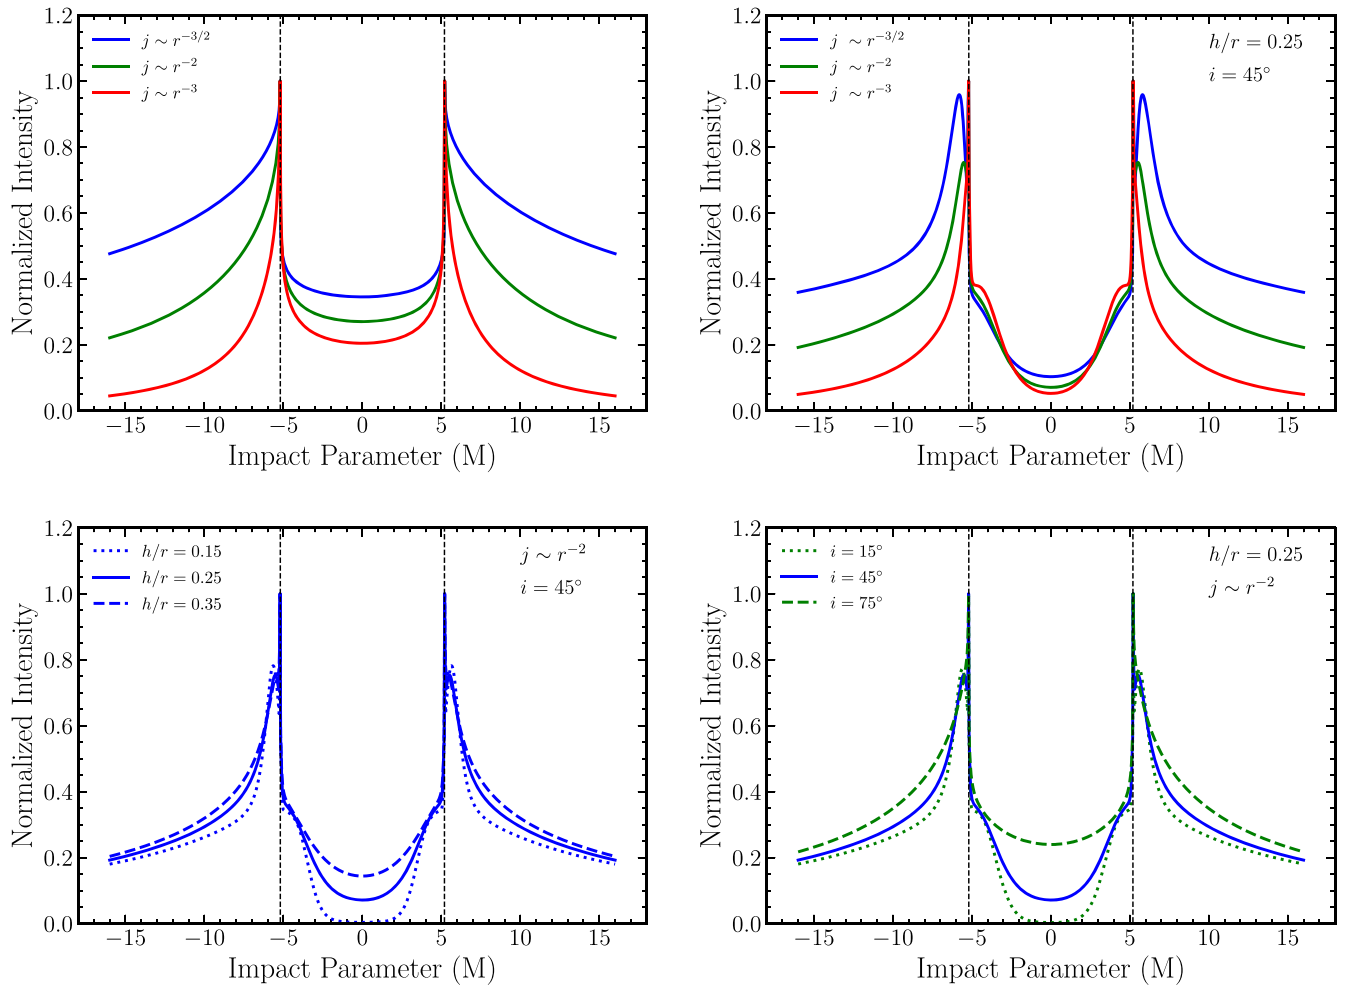 1.2
1.0
0.8
0.6
0.4
0.2
0.0
Normalized Intensity
j ∼ r^{−3/2}
j ∼ r^{−2}
j ∼ r^{−3}
−15 −10 −5 0 5 10 15
Impact Parameter (M)
1.2
1.0
0.8
0.6
0.4
0.2
0.0
Normalized Intensity
j ∼ r^{−3/2}
j ∼ r^{−2}
j ∼ r^{−3}
h/r = 0.25
i = 45°
−15 −10 −5 0 5 10 15
Impact Parameter (M)
1.2
1.0
0.8
0.6
0.4
0.2
0.0
Normalized Intensity
h/r = 0.15
h/r = 0.25
h/r = 0.35
j ∼ r^{−2}
i = 45°
−15 −10 −5 0 5 10 15
Impact Parameter (M)
1.2
1.0
0.8
0.6
0.4
0.2
0.0
Normalized Intensity
i = 15°
i = 45°
i = 75°
h/r = 0.25
j ∼ r^{−2}
−15 −10 −5 0 5 10 15
Impact Parameter (M)